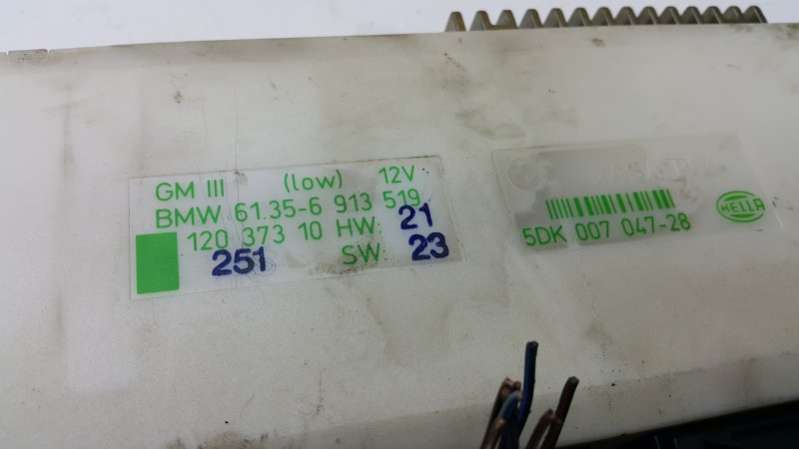 GM III (low) 12V
BMW 61.35-6 913 519
120 373 10 HW: 21
251 SW: 23
5DK 007 047-28
HELLA